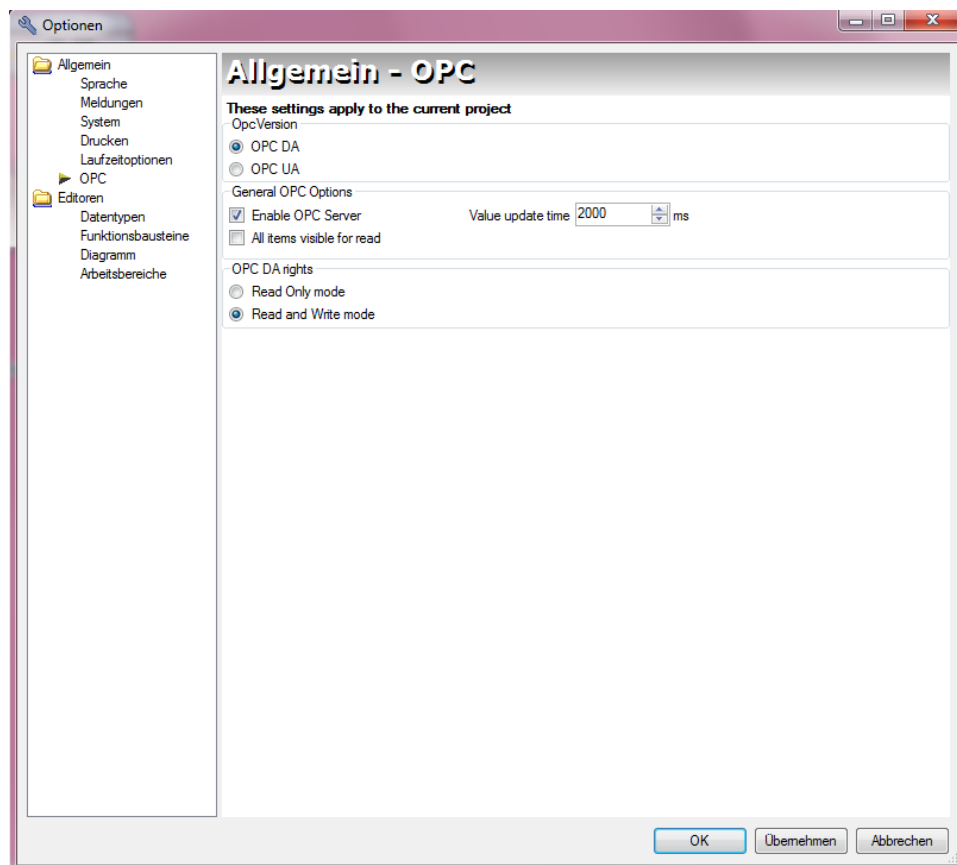 Optionen
Allgemein
Sprache
Meldungen
System
Drucken
Laufzeitoptionen
OPC
Editoren
Datentypen
Funktionsbausteine
Diagramm
Arbeitsbereiche
Allgemein - OPC
These settings apply to the current project
OpcVersion
OPC DA
OPC UA
General OPC Options
Enable OPC Server Value update time 2000 ms
All items visible for read
OPC DA rights
Read Only mode
Read and Write mode
OK Übernehmen Abbrechen